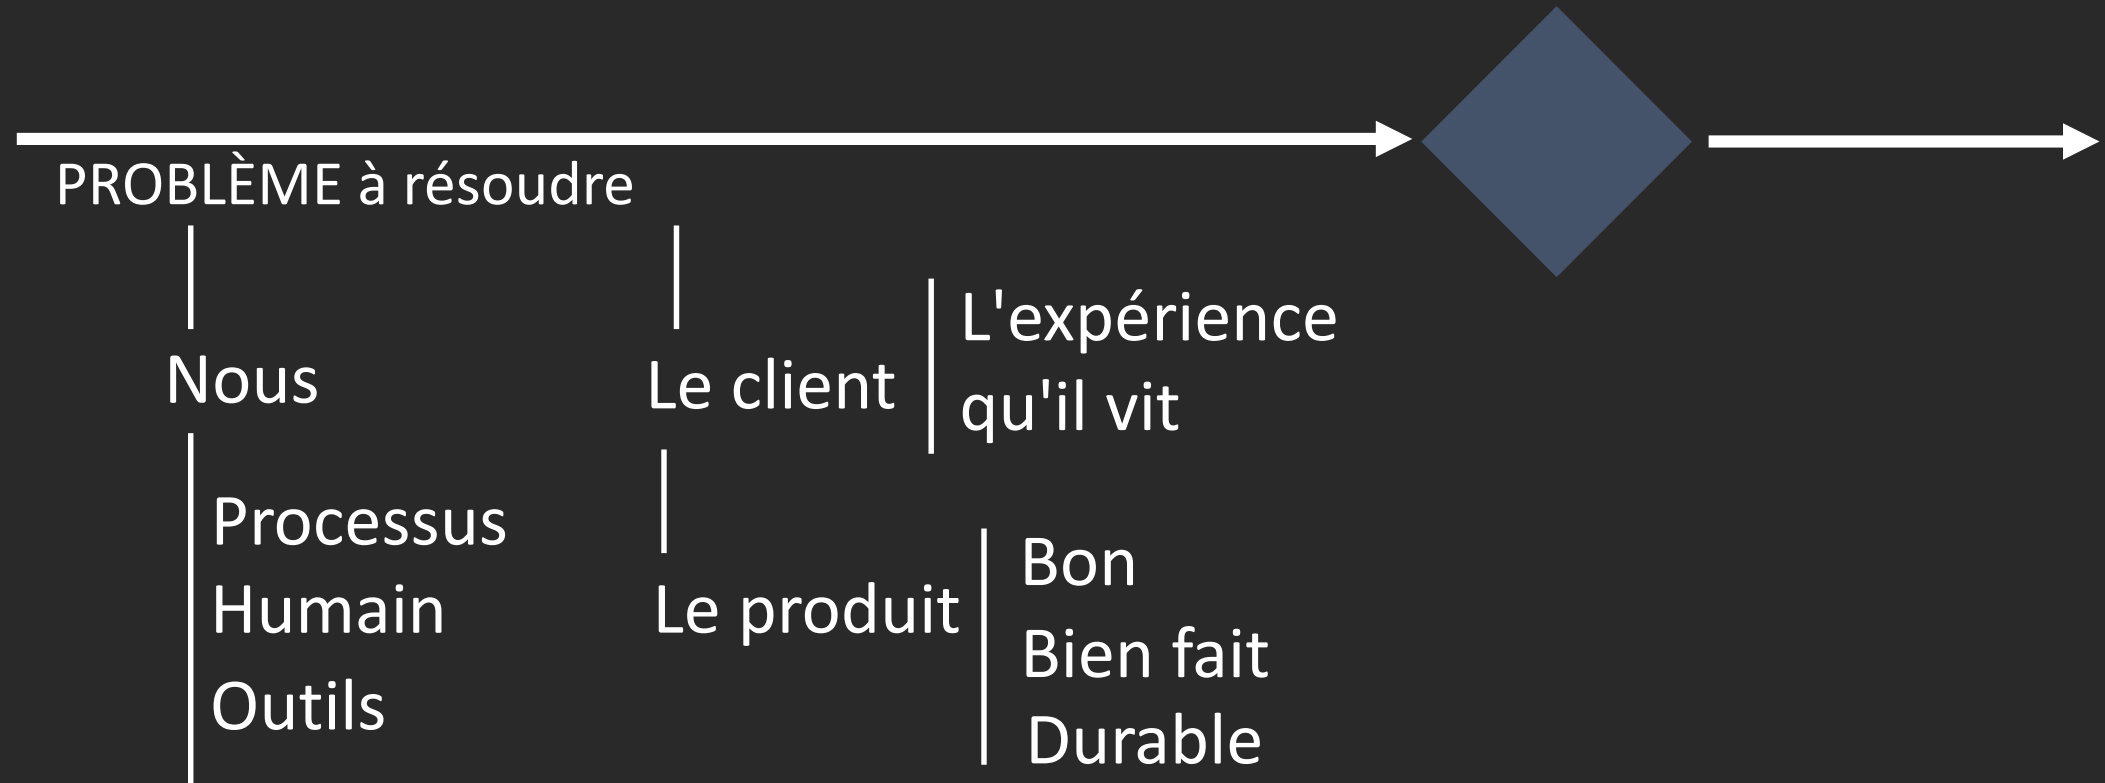 PROBLÈME à résoudre
Nous
Processus
Humain
Outils
Le client
L'expérience
qu'il vit
Le produit
Bon
Bien fait
Durable